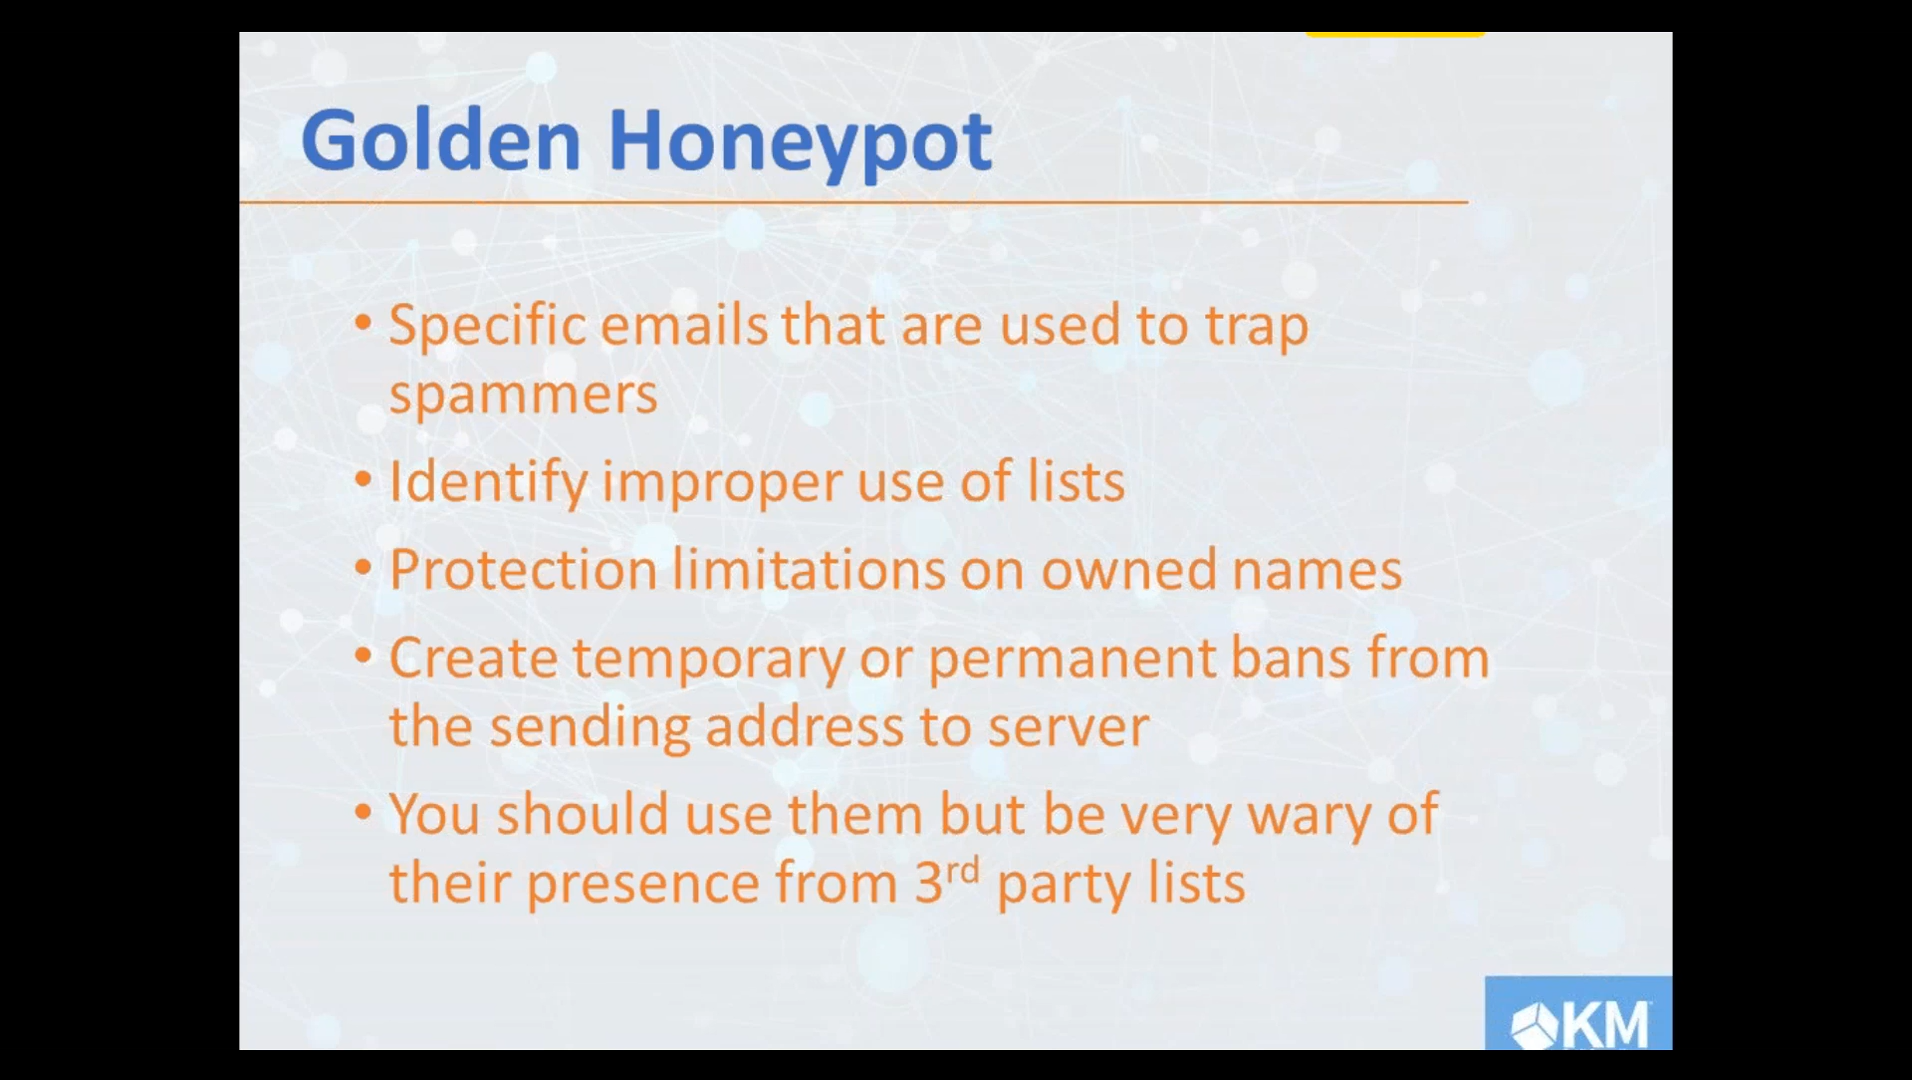 Golden Honeypot
• Specific emails that are used to trap
spammers
• Identify improper use of lists
• Protection limitations on owned names
• Create temporary or permanent bans from
the sending address to server
• You should use them but be very wary of
their presence from 3rd party lists
KM